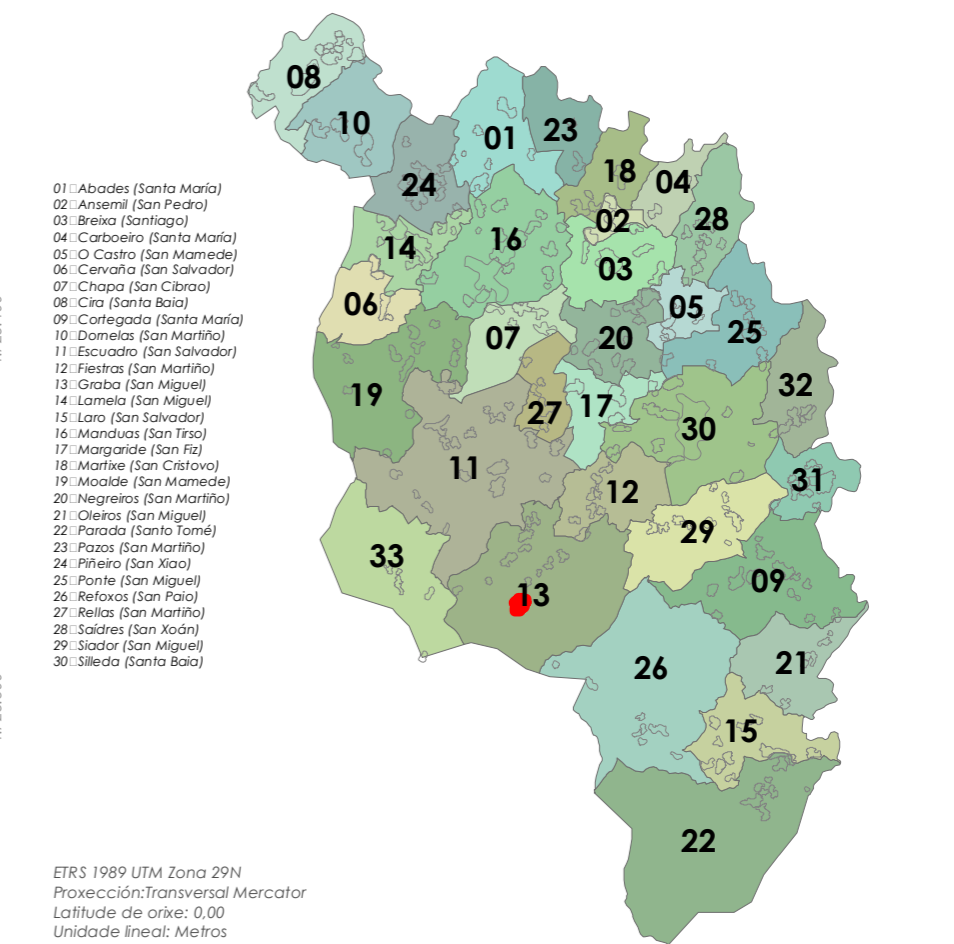 08
10
01
23
18
04
24
28
02
14
16
03
06
05
20
25
07
19
32
17
27
30
11
12
31
29
33
09
13
26
21
15
22
01 Abades (Santa María)
02 Ansemil (San Pedro)
03 Breixa (Santiago)
04 Carboeiro (Santa María)
05 O Castro (San Mamede)
06 Cervaña (San Salvador)
07 Chapa (San Cibrao)
08 Cira (Santa Baia)
09 Cortegada (Santa María)
10 Dornelas (San Martiño)
11 Escuadro (San Salvador)
12 Fiestras (San Martiño)
13 Graba (San Miguel)
14 Lamela (San Miguel)
15 Laro (San Salvador)
16 Manduas (San Tirso)
17 Margaride (San Fiz)
18 Martixe (San Cristovo)
19 Moalde (San Mamede)
20 Negreiros (San Martiño)
21 Oleiros (San Miguel)
22 Parada (Santo Tomé)
23 Pazos (San Martiño)
24 Piñeiro (San Xiao)
25 Ponte (San Miguel)
26 Refoxos (San Paio)
27 Rellas (San Martiño)
28 Saídres (San Xoán)
29 Siador (San Miguel)
30 Silleda (Santa Baia)
ETRS 1989 UTM Zona 29N
Proxección:Transversal Mercator
Latitude de orixe: 0,00
Unidade lineal: Metros